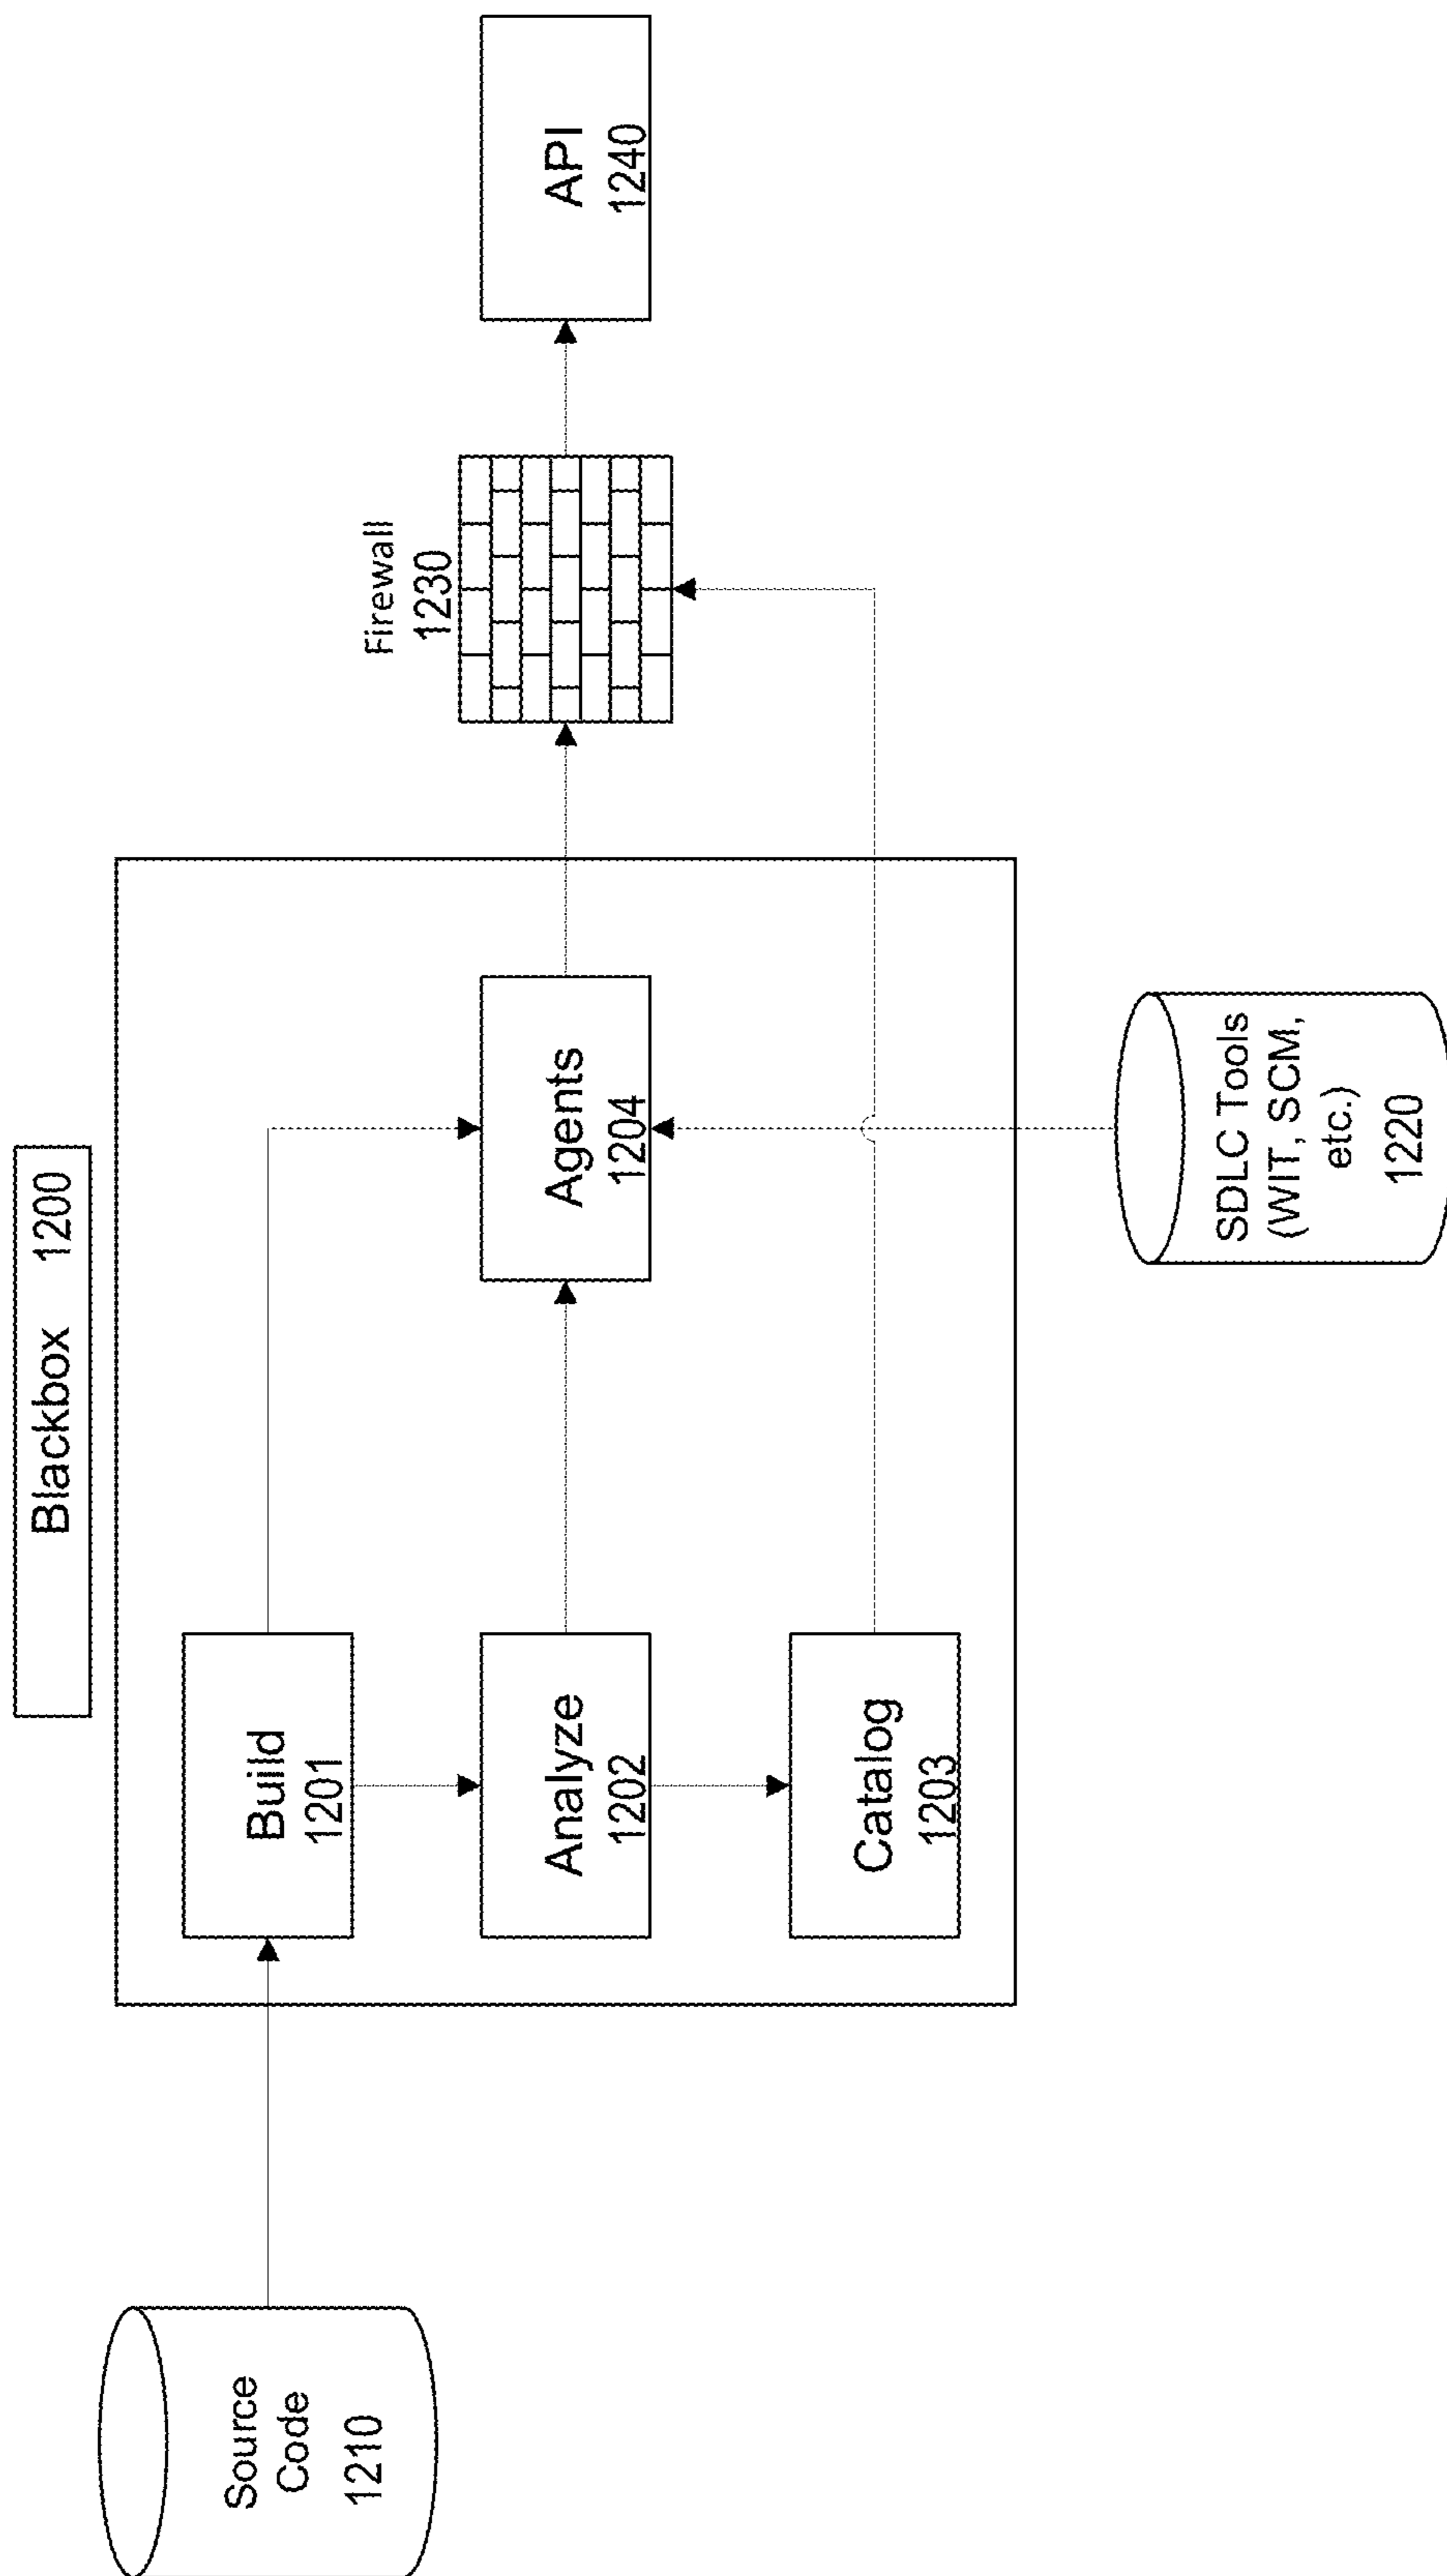 Blackbox 1200
Source
Code
1210
Build
1201
Analyze
1202
Catalog
1203
Agents
1204
SDLC Tools
(WIT, SCM,
etc.)
1220
Firewall
1230
API
1240